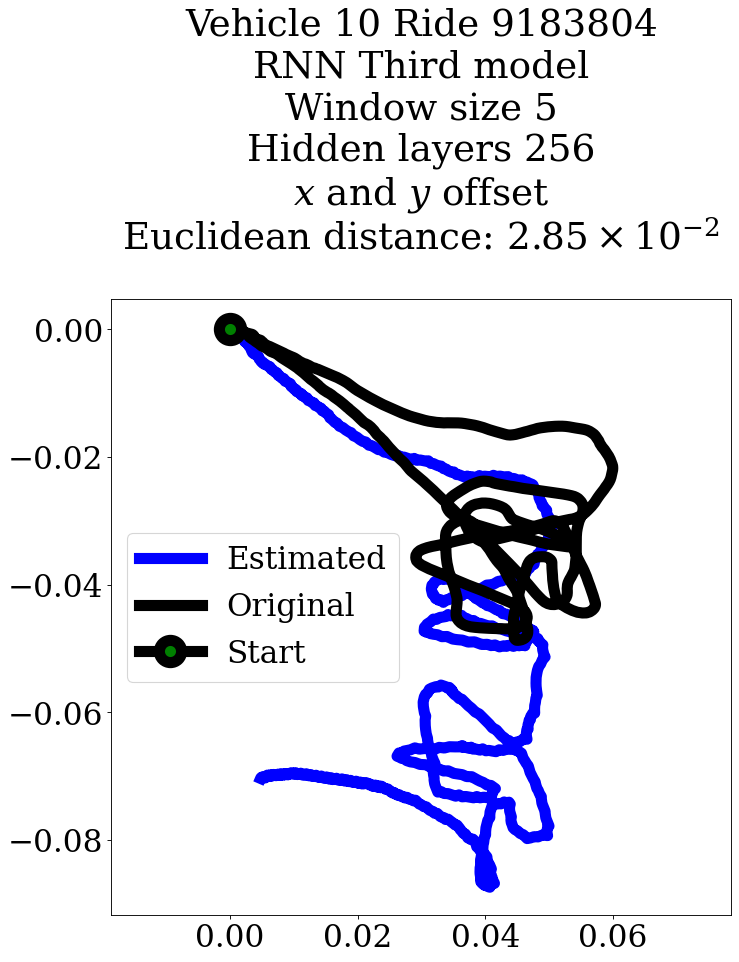 Vehicle 10 Ride 9183804
RNN Third model
Window size 5
Hidden layers 256
x and y offset
Euclidean distance: 2.85 × 10⁻²
0.00
−0.02
−0.04
−0.06
−0.08
Estimated
Original
Start
0.00 0.02 0.04 0.06